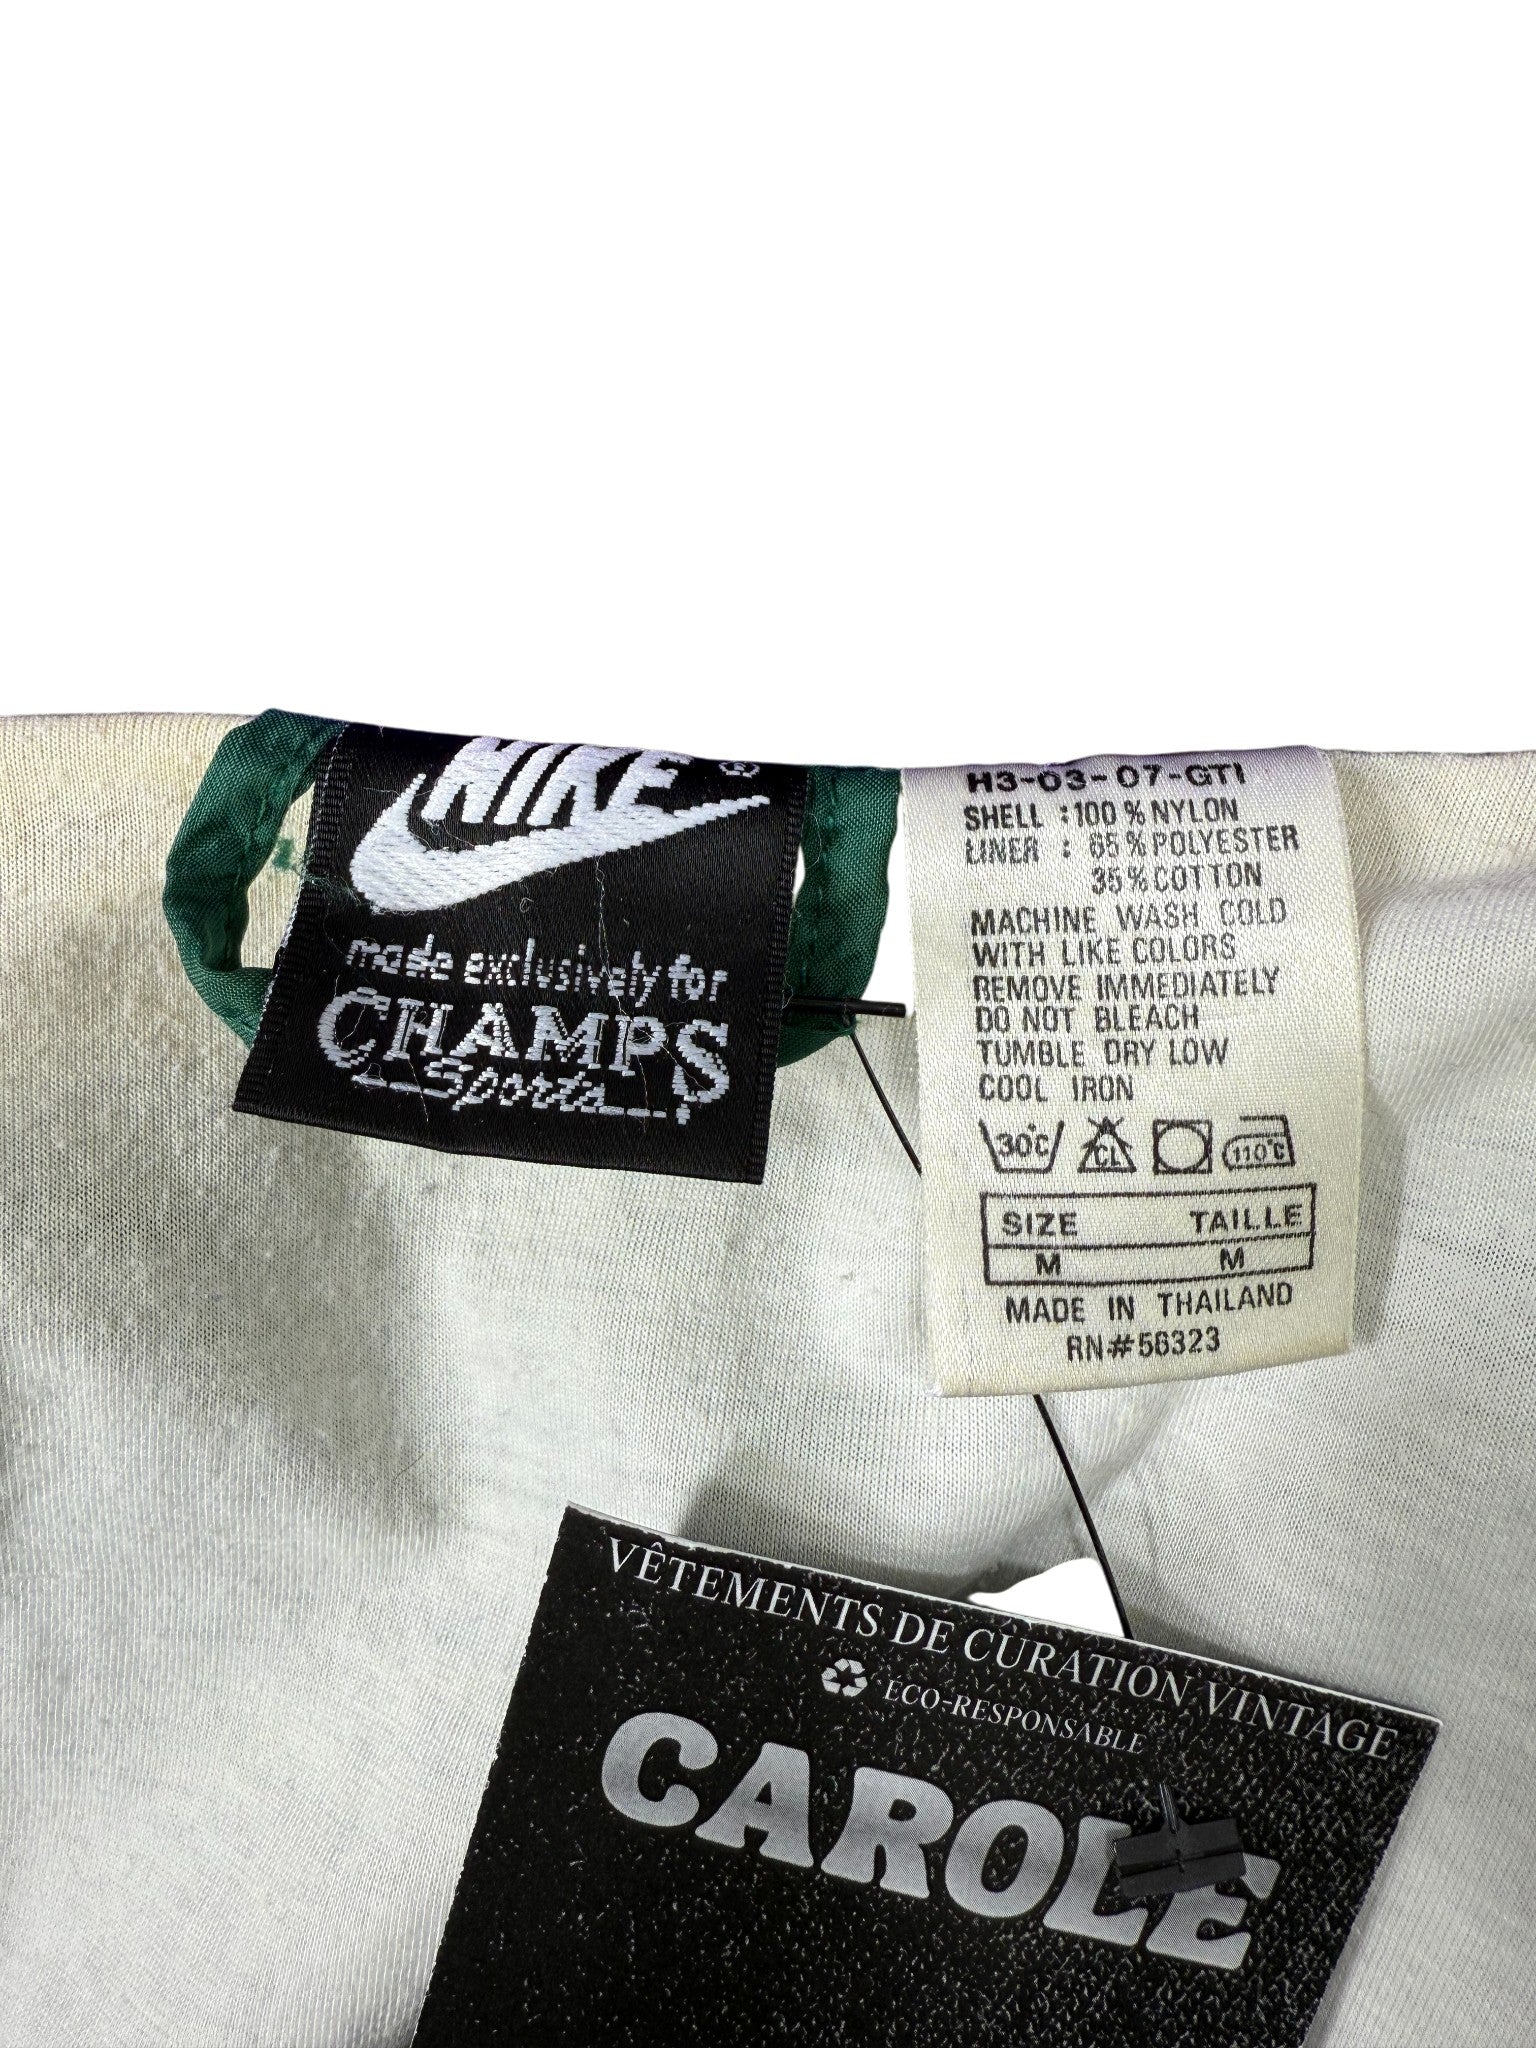 NIKE ®
made exclusively for
CHAMPS
Sports
H3-03-07-GTI
SHELL : 100 % NYLON
LINER : 65 % POLYESTER
35 % COTTON
MACHINE WASH COLD
WITH LIKE COLORS
REMOVE IMMEDIATELY
DO NOT BLEACH
TUMBLE DRY LOW
COOL IRON
30°C CL 110°C
SIZE TAILLE
M M
MADE IN THAILAND
RN#56323
VÊTEMENTS DE CURATION VINTAGE
ECO-RESPONSABLE
CAROLE